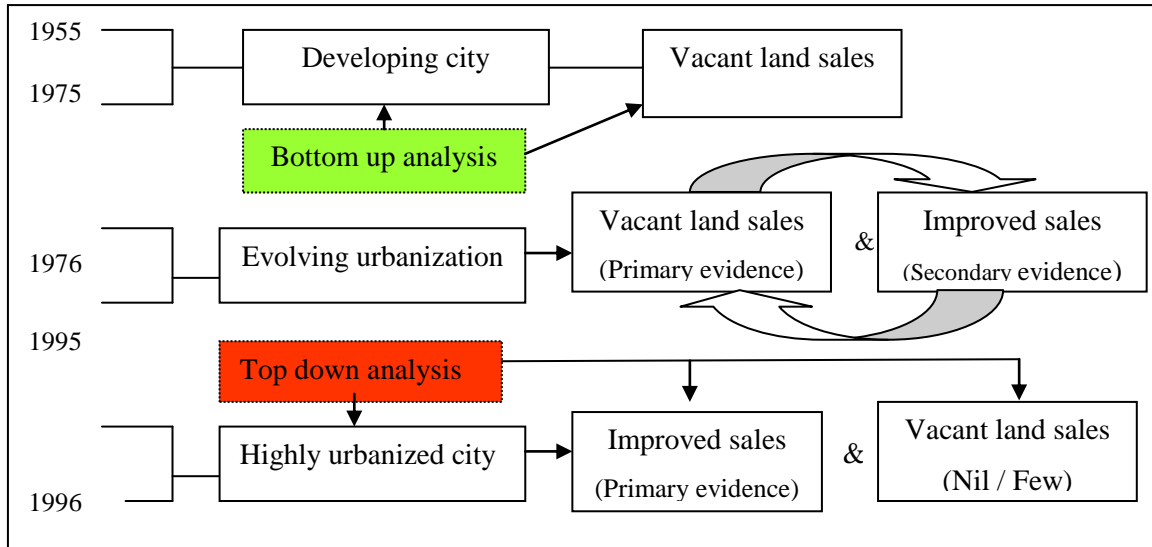 1955
Developing city
Vacant land sales
1975
Bottom up analysis
Vacant land sales
(Primary evidence)
&
Improved sales
(Secondary evidence)
1976
Evolving urbanization
1995
Top down analysis
Highly urbanized city
Improved sales
(Primary evidence)
&
Vacant land sales
(Nil / Few)
1996